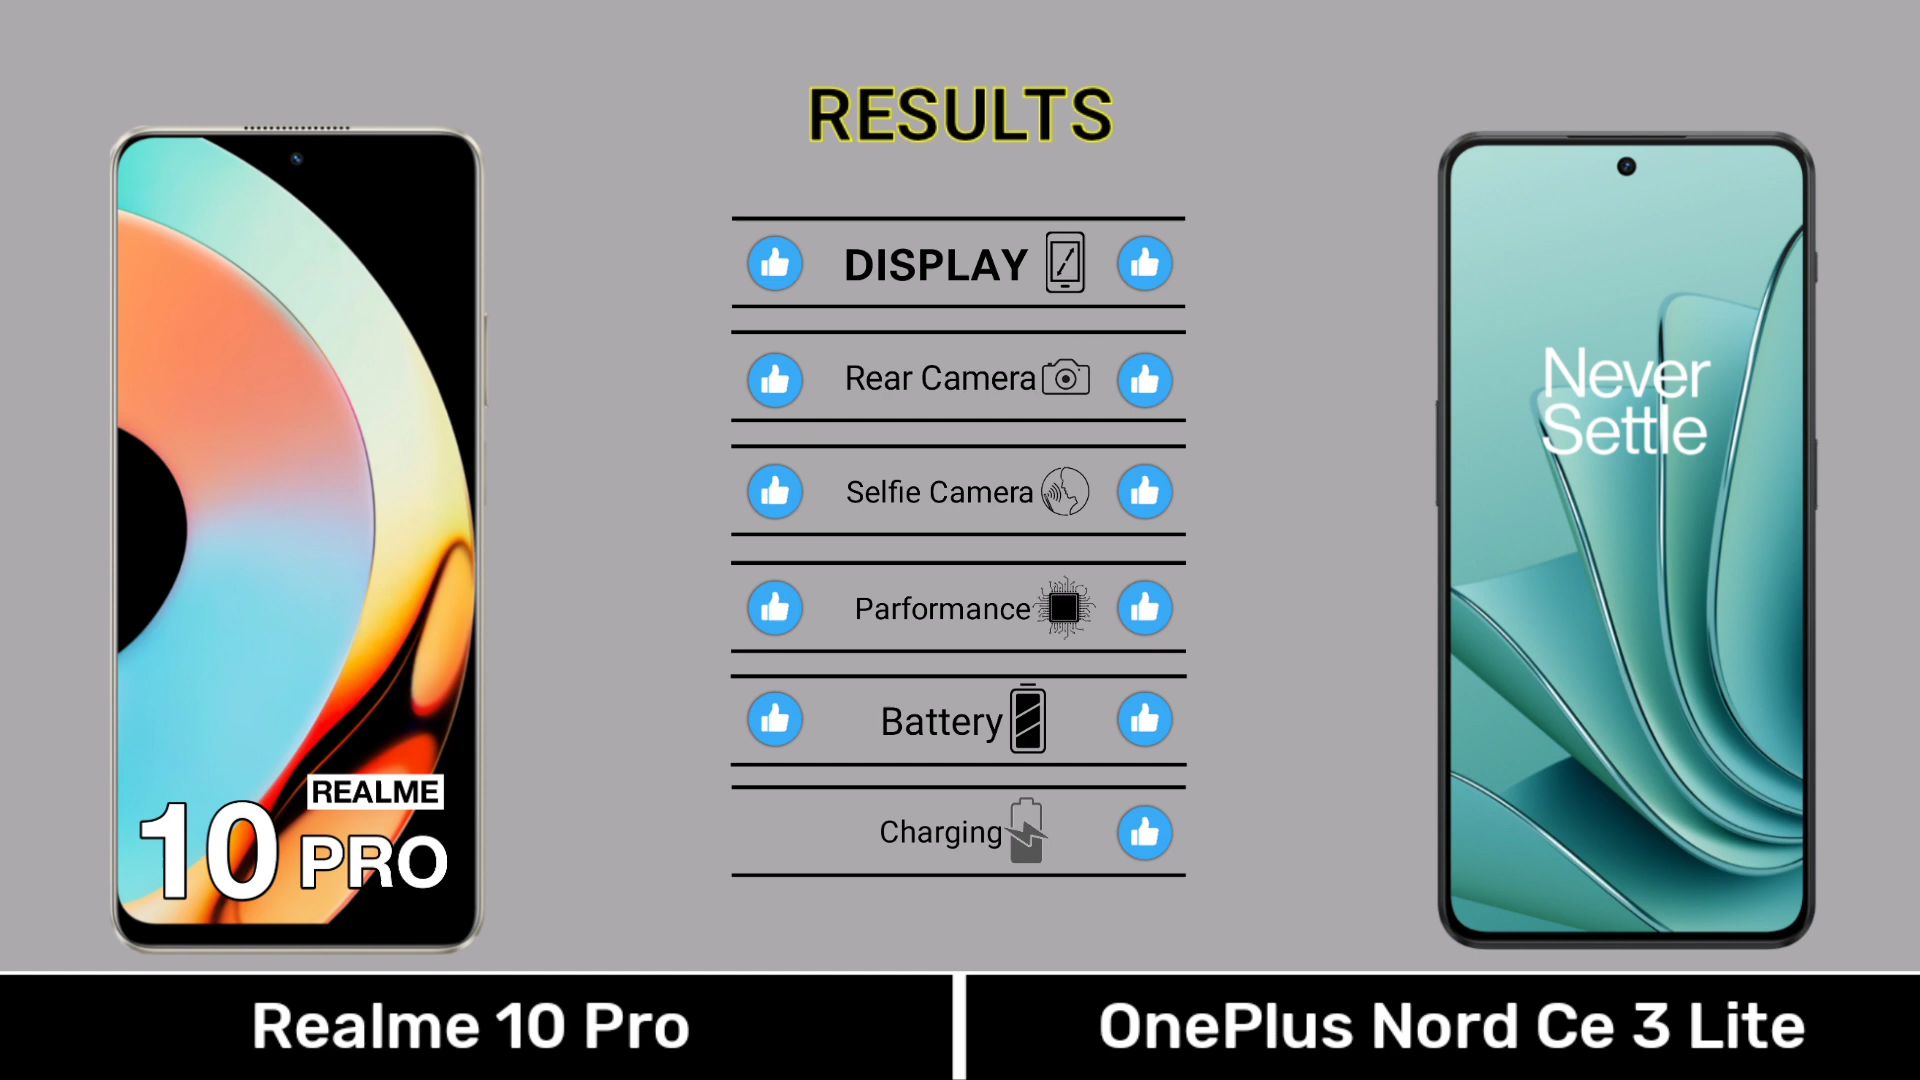 RESULTS
DISPLAY
Rear Camera
Selfie Camera
Parformance
Battery
Charging
REALME
10 PRO
Never
Settle
Realme 10 Pro
OnePlus Nord Ce 3 Lite